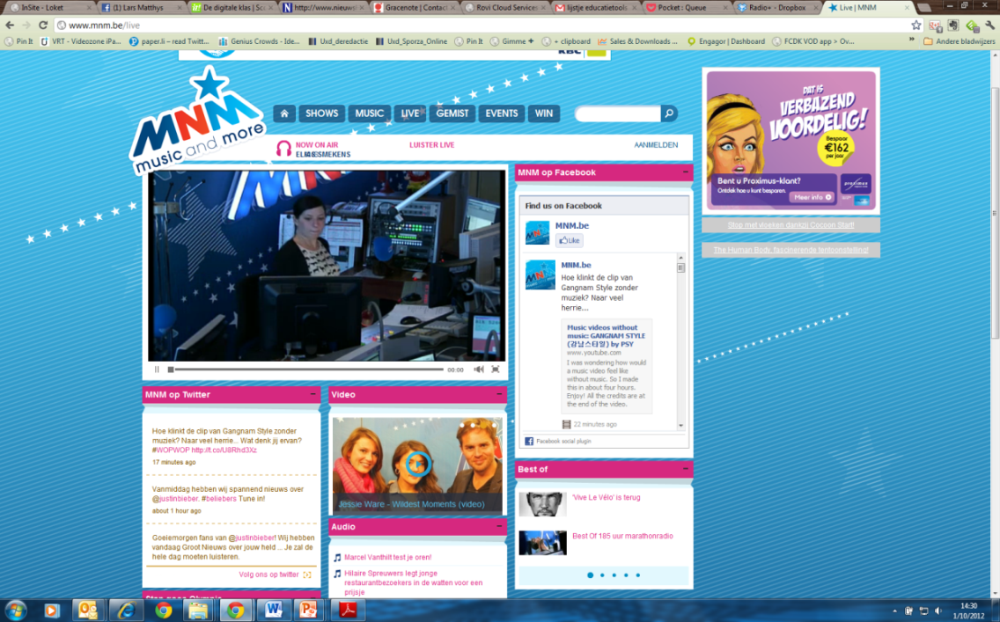 InSite - Loket
(1) Lars Matthys
De digitale klas | Sc
http://www.nieuws
Gracenote | Contac
Rovi Cloud Services
lijstje educatietools
Pocket : Queue
Radio+ - Dropbox
Live | MNM
www.mnm.be/live
Pin It
VRT - Videozone iPa...
paper.li – read Twitt...
Genius Crowds - Ide...
Uxd_deredactie
Uxd_Sporza_Online
Pin It
Gimme +
+ clipboard
Sales & Downloads ...
Engagor | Dashboard
FCDK VOD app > Ov...
»
Andere bladwijzers
KBC
MNM
music and more
SHOWS
MUSIC
LIVE
GEMIST
EVENTS
WIN
NOW ON AIR
LUISTER LIVE
AANMELDEN
SMEKENS
DAT IS
VERBAZEND
VOORDELIG!
Bespaar
€162
per jaar
Bent u Proximus-klant?
Ontdek hoe u kunt besparen.
Meer info
proximus
Stop met vloeken dankzij Cocoon Start!
The Human Body, fascinerende tentoonstelling!
MNM op Facebook
Find us on Facebook
MNM.be
Like
MNM.be
Hoe klinkt de clip van
Gangnam Style zonder
muziek? Naar veel
herrie...
Music videos without
music: GANGNAM STYLE
(강남스타일) by PSY
www.youtube.com
I was wondering how would
a music video feel like
without music. So I made
this in about four hours.
Enjoy! All the credits are at
the end of the video.
22 minutes ago
Facebook social plugin
00:00
MNM op Twitter
Hoe klinkt de clip van Gangnam Style zonder
muziek? Naar veel herrie... Wat denk jij ervan?
#WOPWOP http://t.co/U8Rhd3Xz
17 minutes ago
Vanmiddag hebben wij spannend nieuws over
@justinbieber. #beliebers Tune in!
about 1 hour ago
Goeiemorgen fans van @justinbieber! Wij hebben
vandaag Groot Nieuws over jouw held ... Je zal de
hele dag moeten luisteren.
Volg ons op twitter
Video
Jessie Ware - Wildest Moments (video)
Audio
Marcel Vanthilt test je oren!
Hilaire Spreuwers legt jonge
restaurantbezoekers in de watten voor een
prijsje
Best of
'Vive Le Vélo' is terug
Best Of 185 uur marathonradio
14:30
1/10/2012